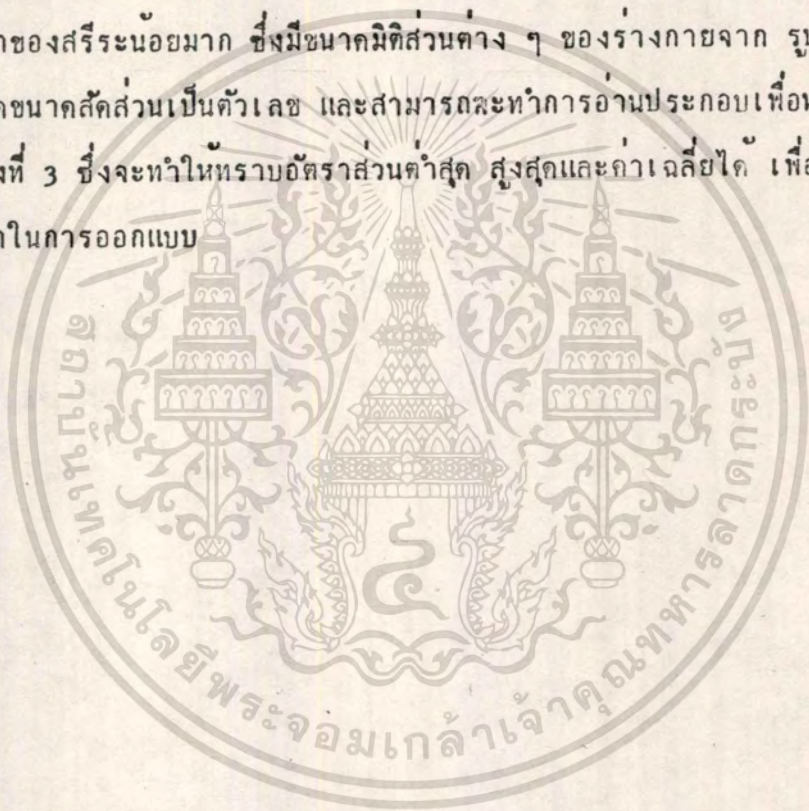 ของสรีระน้อยมาก ซึ่งมีขนาดมิติส่วนต่าง ๆ ของร่างกายจาก
ขนาดสัดส่วนเป็นตัวเลข และสามารถสะทำการอ่านประกอบเพื่อ
ที่ 3 ซึ่งจะทำให้ทราบอัตราส่วนต่ำสุด สูงสุดและค่าเฉลี่ยได้
ในการออกแบบ
สถาบันเทคโนโลยีพระจอมเกล้าเจ้าคุณทหารลาดกระบัง